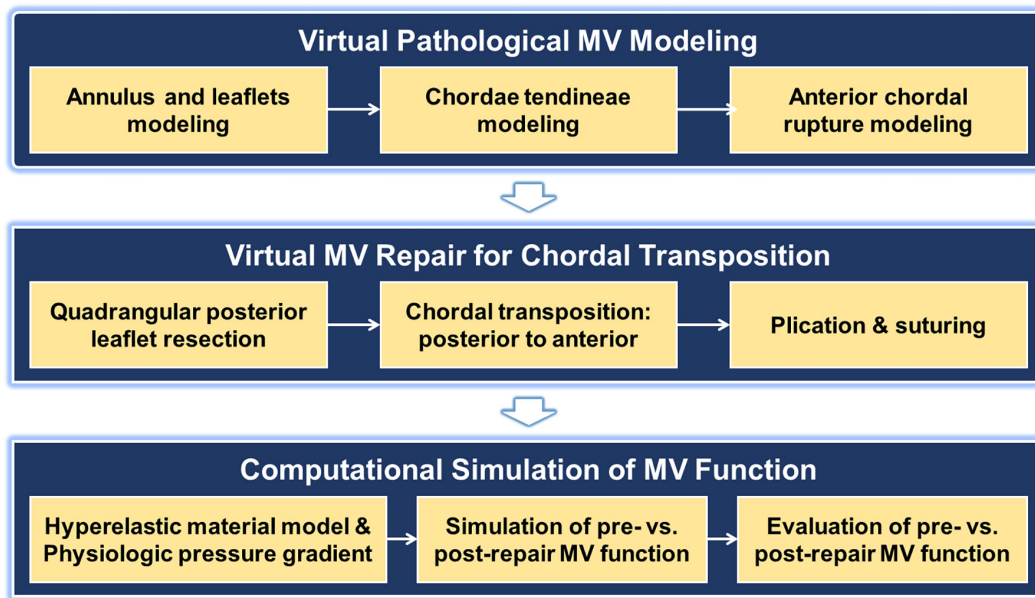 Virtual Pathological MV Modeling
Annulus and leaflets
modeling
Chordae tendineae
modeling
Anterior chordal
rupture modeling
Virtual MV Repair for Chordal Transposition
Quadrangular posterior
leaflet resection
Chordal transposition:
posterior to anterior
Plication & suturing
Computational Simulation of MV Function
Hyperelastic material model &
Physiologic pressure gradient
Simulation of pre- vs.
post-repair MV function
Evaluation of pre- vs.
post-repair MV function